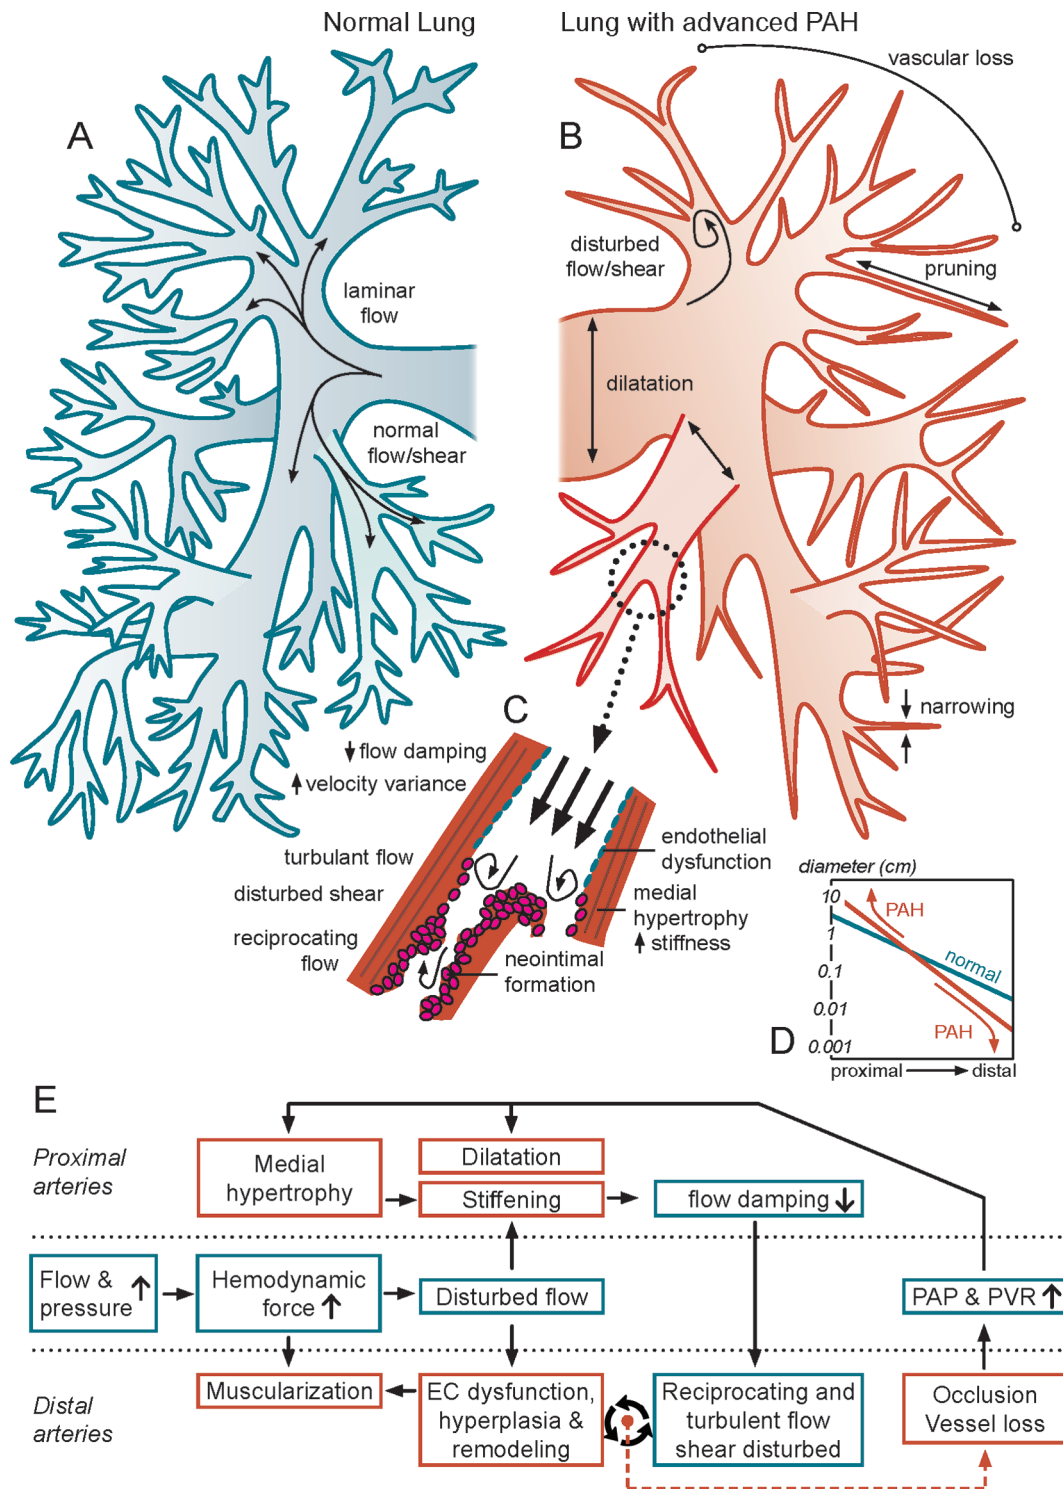 Normal Lung
Lung with advanced PAH
A
B
vascular loss
disturbed
flow/shear
pruning
laminar
flow
dilatation
normal
flow/shear
C
narrowing
flow damping
velocity variance
turbulant flow
disturbed shear
reciprocating
flow
neointimal
formation
endothelial
dysfunction
medial
hypertrophy
stiffness
diameter (cm)
10
1
0.1
0.01
0.001
PAH
normal
PAH
D
proximal
distal
E
Proximal
arteries
Medial
hypertrophy
Dilatation
Stiffening
flow damping
Flow &
pressure
Hemodynamic
force
Disturbed flow
PAP & PVR
Distal
arteries
Muscularization
EC dysfunction,
hyperplasia &
remodeling
Reciprocating and
turbulent flow
shear disturbed
Occlusion
Vessel loss